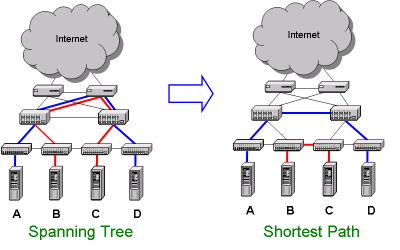 Internet
Internet
A B C D
A B C D
Spanning Tree
Shortest Path